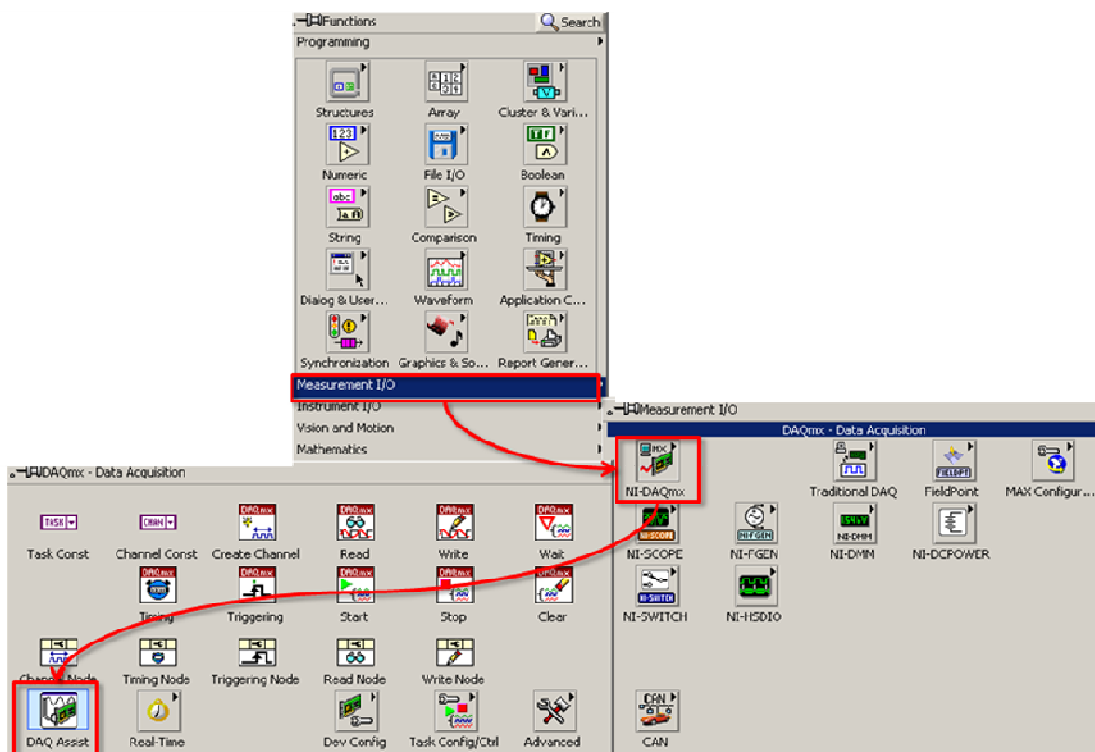 Functions
Search
Programming
Structures Array Cluster & Vari...
Numeric File I/O Boolean
String Comparison Timing
Dialog & User... Waveform Application C...
Synchronization Graphics & So... Report Gener...
Measurement I/O
Instrument I/O
Vision and Motion
Mathematics
Measurement I/O
DAQmx - Data Acquisition
NI-DAQmx Traditional DAQ FieldPoint MAX Configur...
NI-SCOPE NI-FGEN NI-DMM NI-DCPOWER
NI-SWITCH NI-HSDIO
CAN
DAQmx - Data Acquisition
Task Const Channel Const Create Channel Read Write Wait
Timing Triggering Start Stop Clear
Channel Node Timing Node Triggering Node Read Node Write Node
DAQ Assist Real-Time Dev Config Task Config/Ctrl Advanced